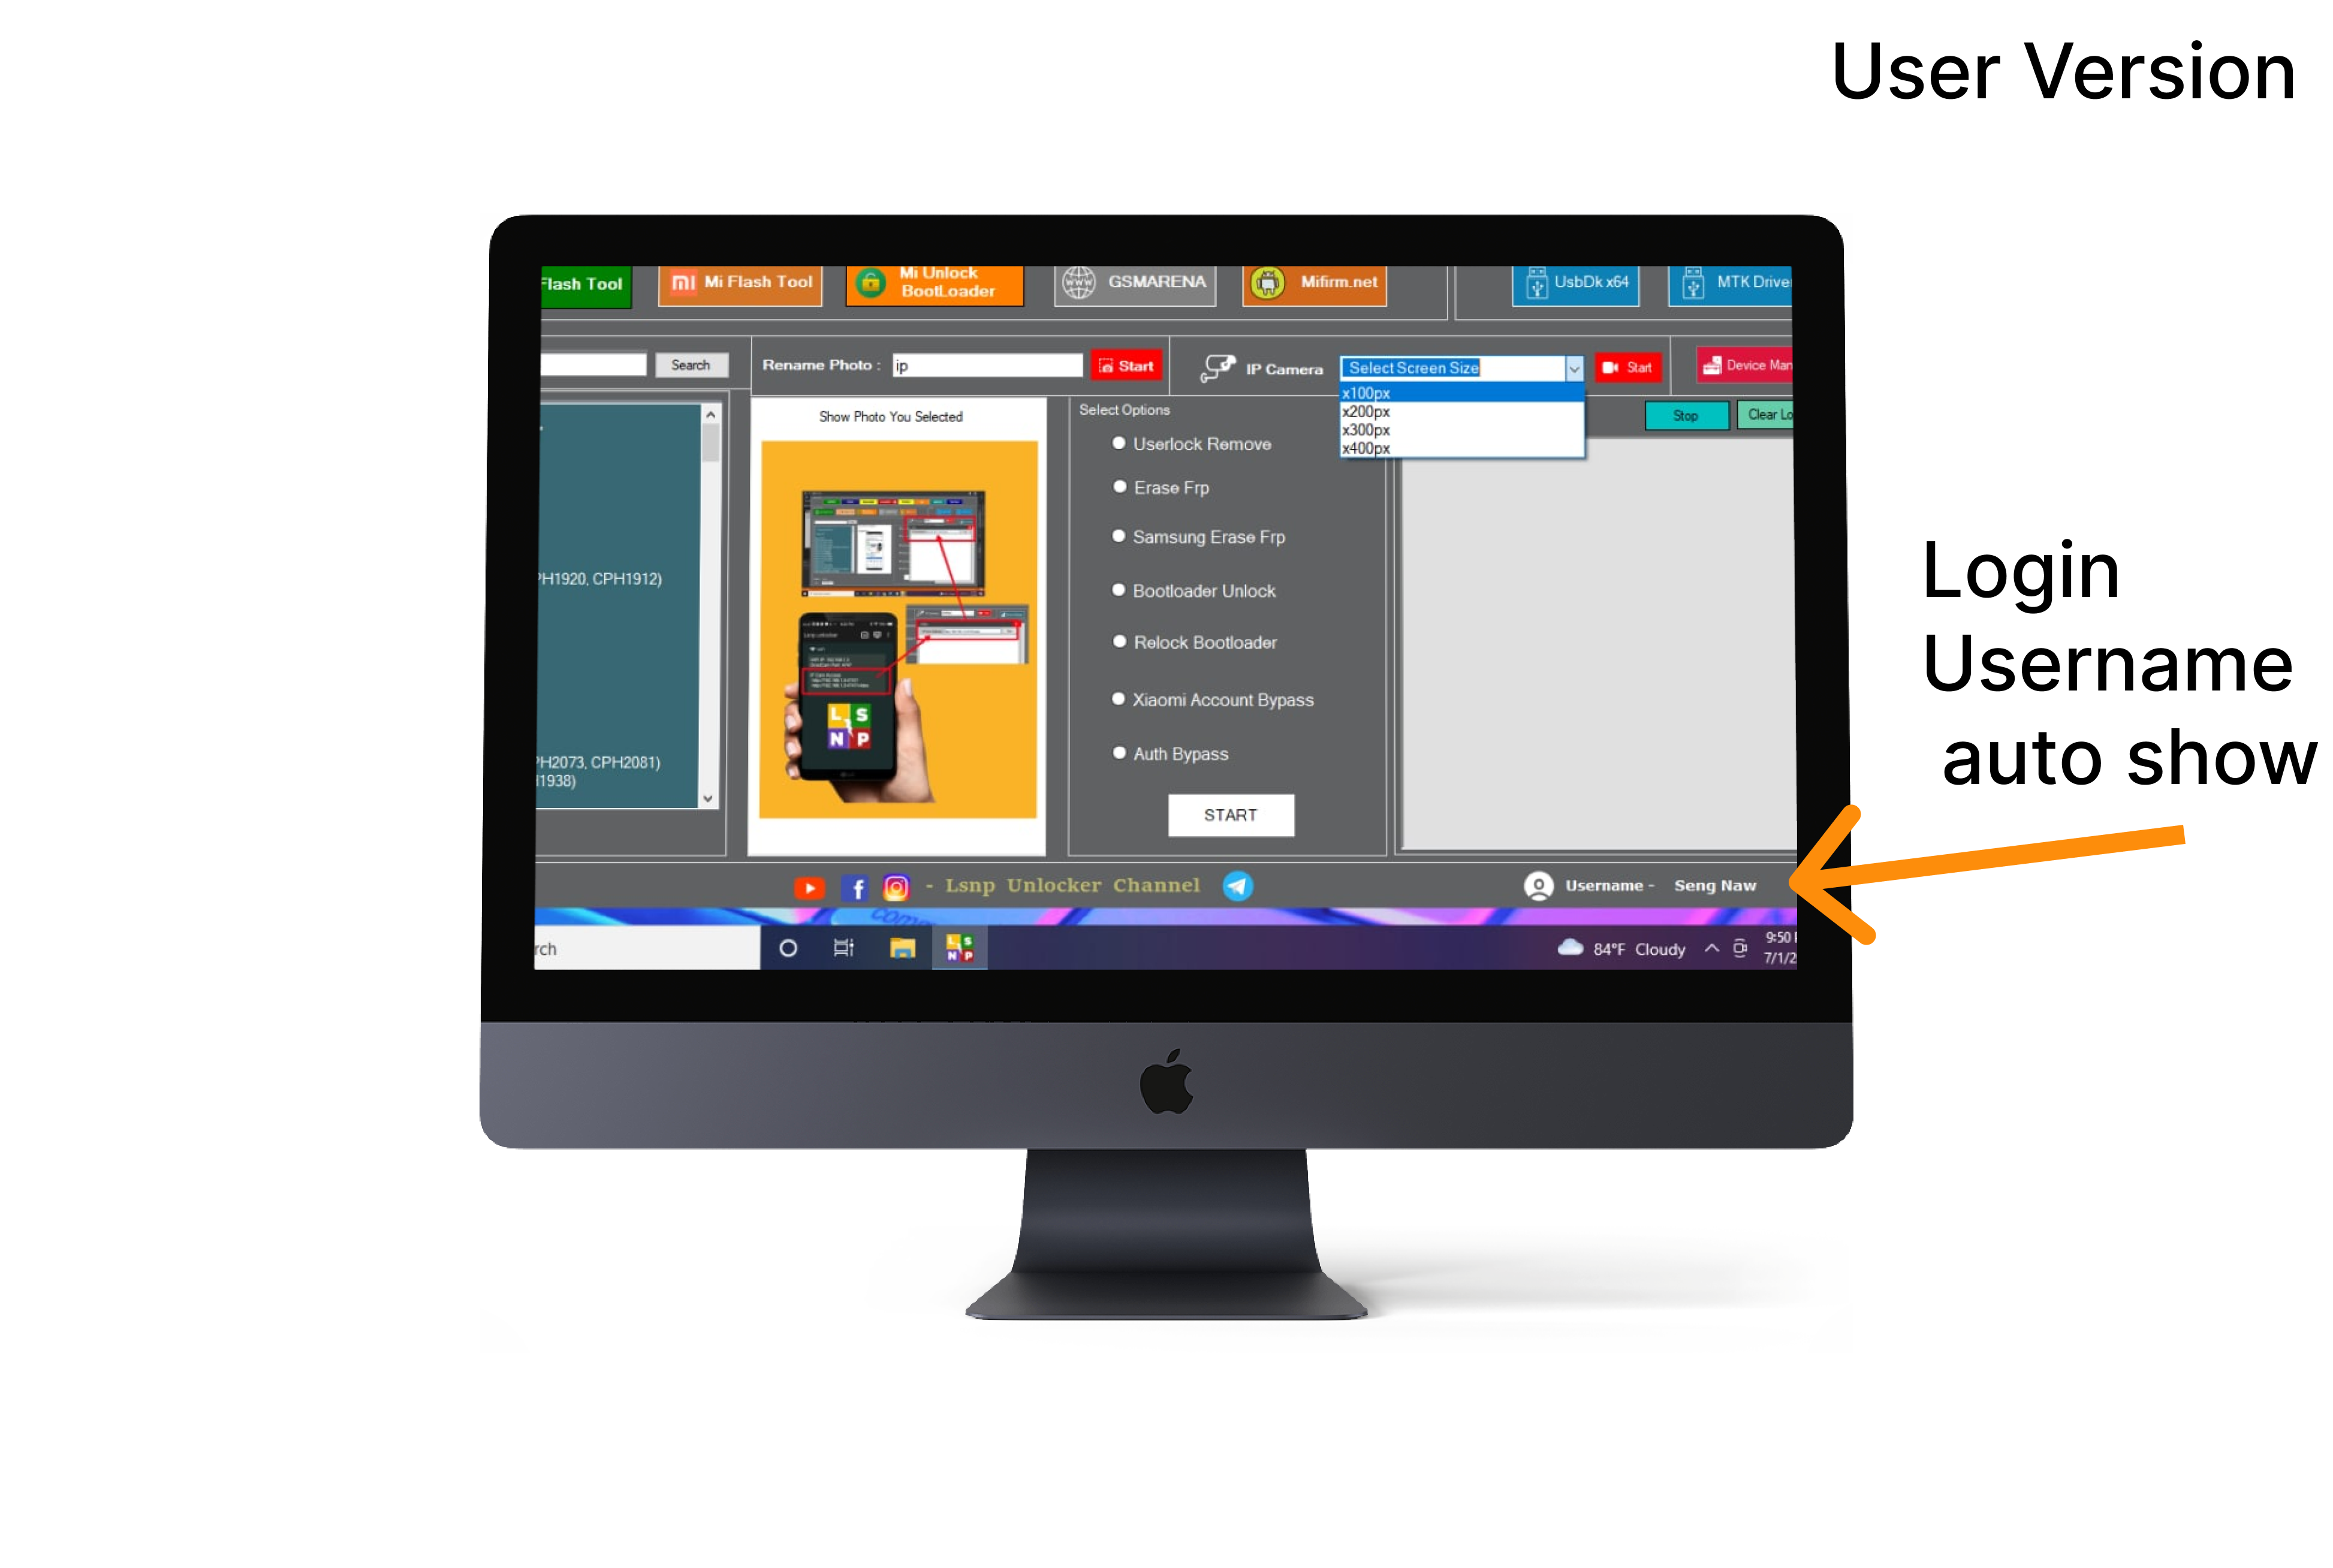 User Version
Flash Tool
Mi Flash Tool
Mi Unlock
BootLoader
GSMARENA
Mifirm.net
UsbDk x64
MTK Drive
Search
Rename Photo :
ip
Start
IP Camera
Select Screen Size
Start
Device Man
x100px
x200px
x300px
x400px
Show Photo You Selected
Select Options
Stop
Clear Lo
Userlock Remove
Erase Frp
Samsung Erase Frp
Bootloader Unlock
Relock Bootloader
Xiaomi Account Bypass
Auth Bypass
START
PH1920, CPH1912)
PH2073, CPH2081)
1938)
L S
N P
Login
Username
auto show
- Lsnp Unlocker Channel
Username - Seng Naw
rch
84°F Cloudy
9:50
7/1/2